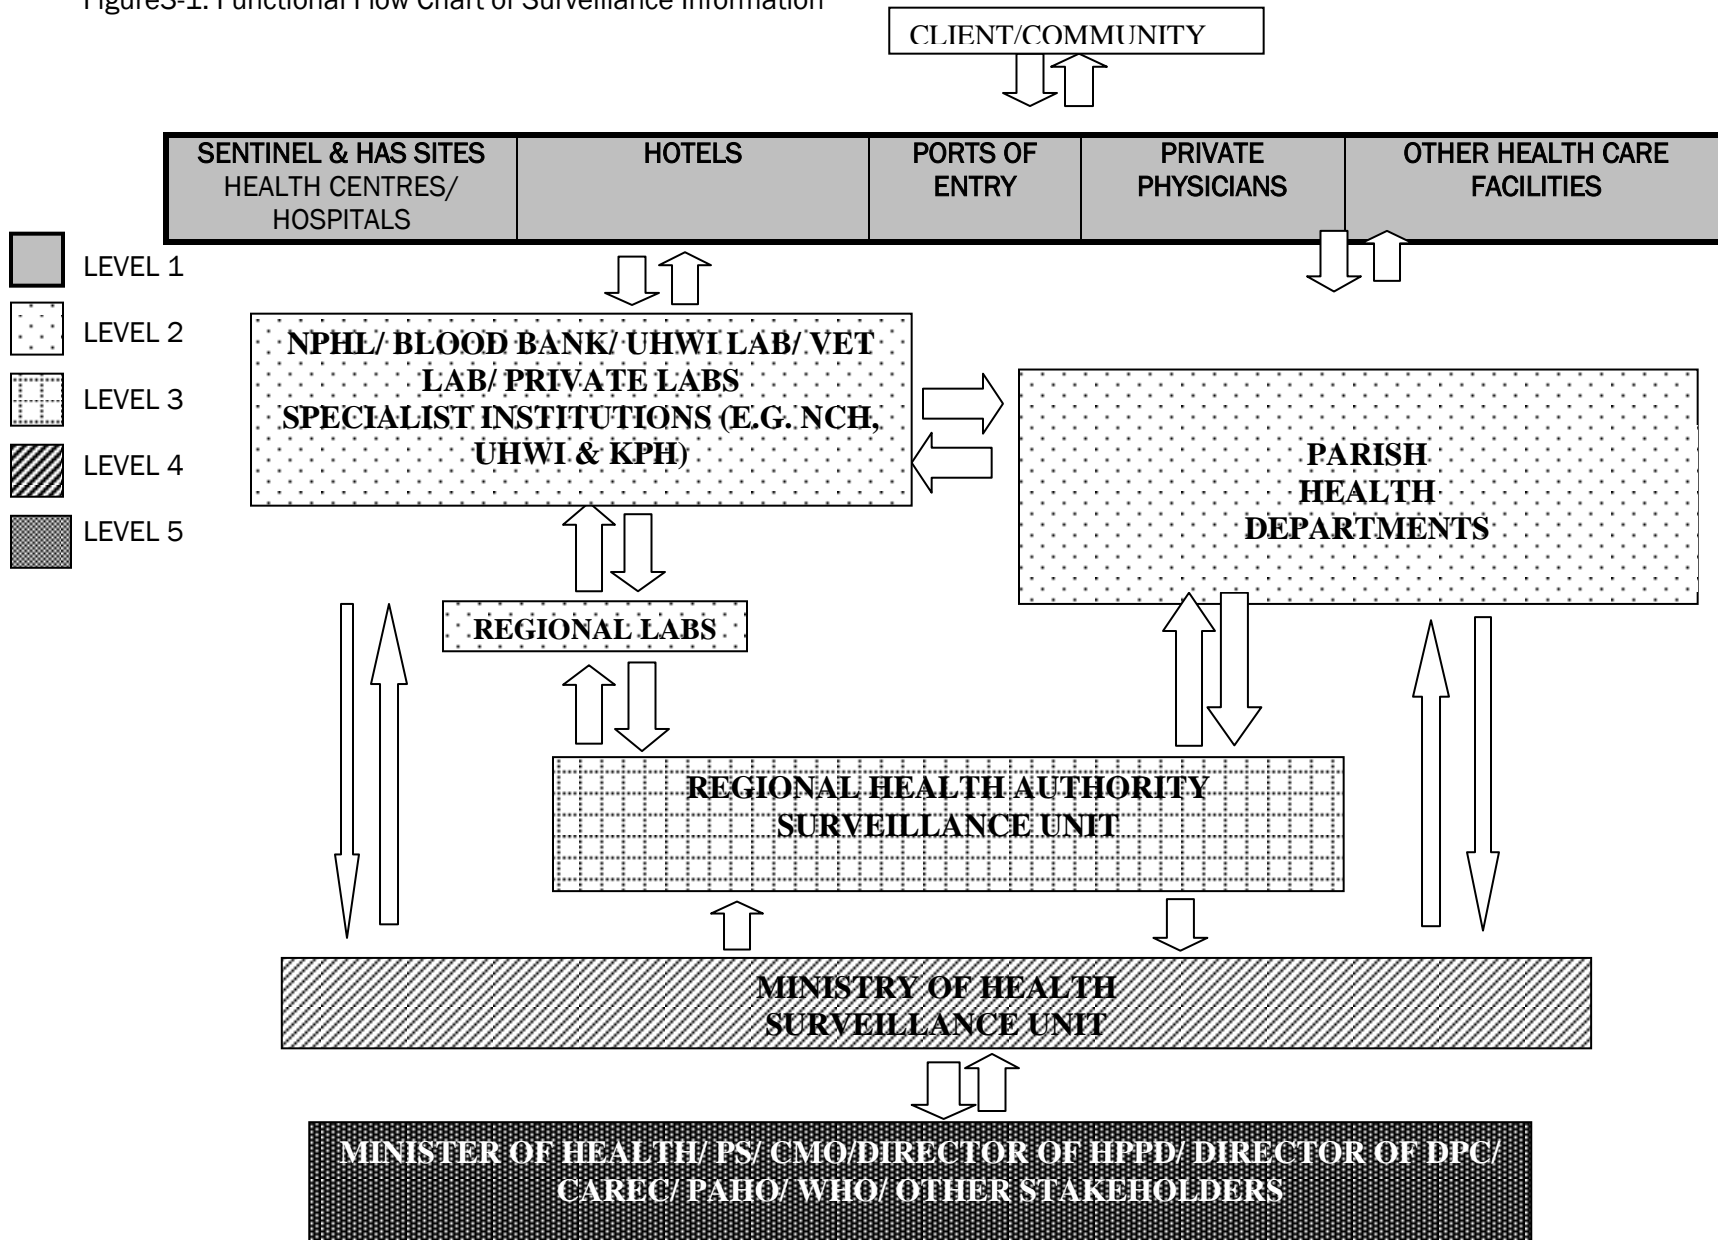 Figure3-1: Functional Flow Chart of Surveillance Information
CLIENT/COMMUNITY
SENTINEL & HAS SITES
HEALTH CENTRES/
HOSPITALS
HOTELS
PORTS OF
ENTRY
PRIVATE
PHYSICIANS
OTHER HEALTH CARE
FACILITIES
LEVEL 1
LEVEL 2
LEVEL 3
LEVEL 4
LEVEL 5
NPHL/ BLOOD BANK/ UHWI LAB/ VET
LAB/ PRIVATE LABS
SPECIALIST INSTITUTIONS (E.G. NCH,
UHWI & KPH)
PARISH
HEALTH
DEPARTMENTS
REGIONAL LABS
REGIONAL HEALTH AUTHORITY
SURVEILLANCE UNIT
MINISTRY OF HEALTH
SURVEILLANCE UNIT
MINISTER OF HEALTH/ PS/ CMO/DIRECTOR OF HPPD/ DIRECTOR OF DPC/
CAREC/ PAHO/ WHO/ OTHER STAKEHOLDERS